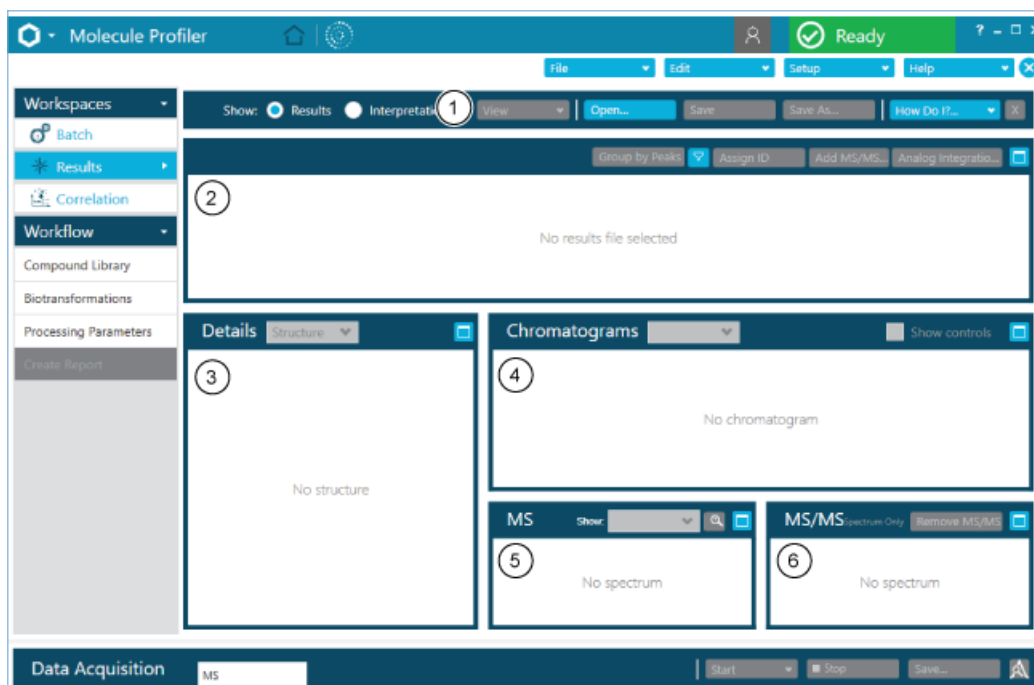 Molecule Profiler
Ready
?
File Edit Setup Help
Workspaces
Batch
Results
Correlation
Workflow
Compound Library
Biotransformations
Processing Parameters
Create Report
Show: Results Interpretati 1 View Open... Save Save As... How Do I?... X
Group by Peaks Assign ID Add MS/MS... Analog Integratio...
2
No results file selected
Details Structure
3
No structure
Chromatograms Show controls
4
No chromatogram
MS Show:
5
No spectrum
MS/MS Spectrum Only Remove MS/MS
6
No spectrum
Data Acquisition MS Start Stop Save...